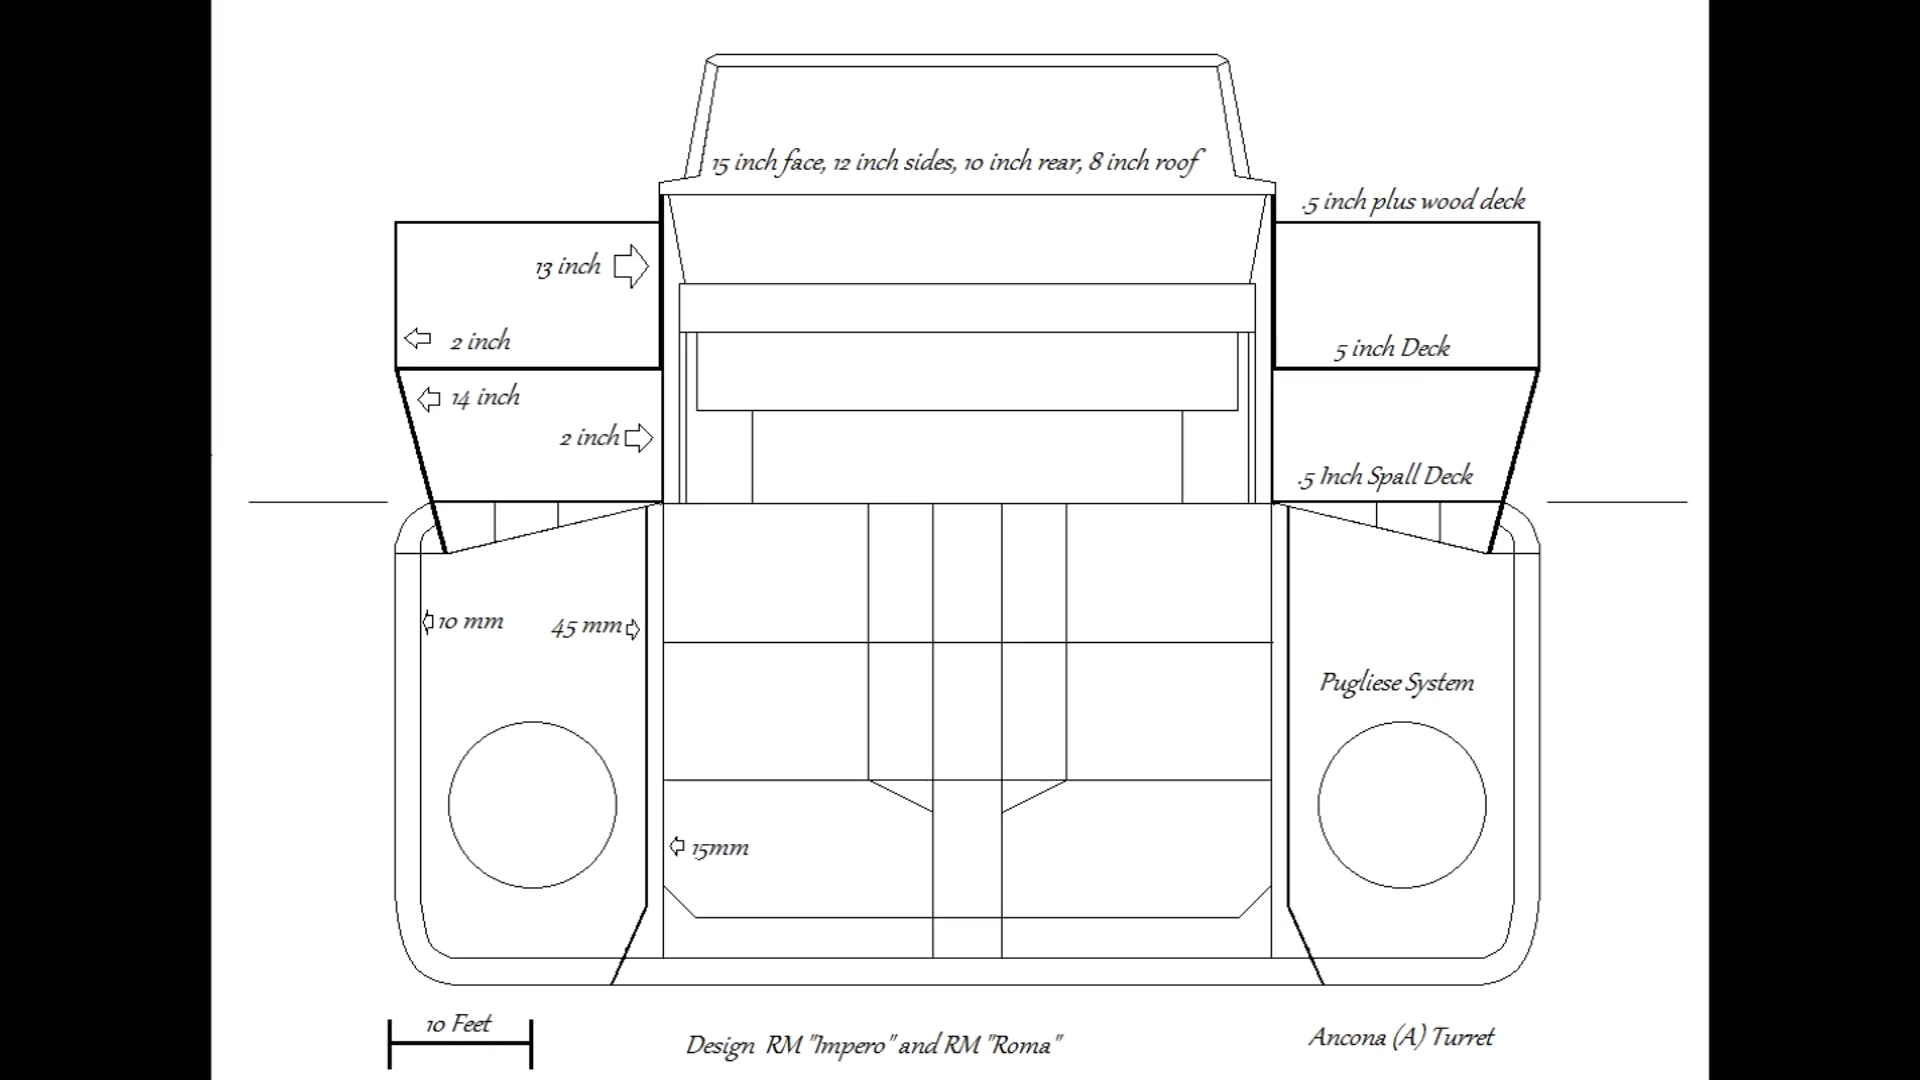 15 inch face, 12 inch sides, 10 inch rear, 8 inch roof
.5 inch plus wood deck
13 inch
2 inch
5 inch Deck
14 inch
2 inch
.5 Inch Spall Deck
10 mm
45 mm
Pugliese System
15mm
10 Feet
Design RM "Impero" and RM "Roma"
Ancona (A) Turret